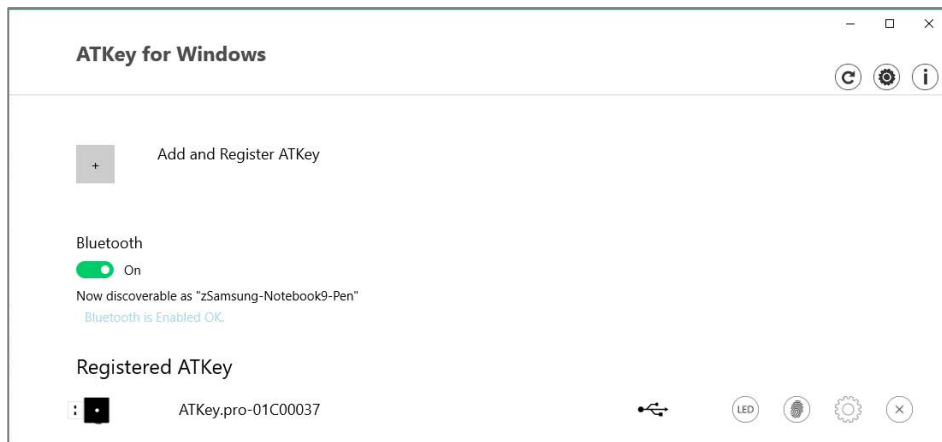 ATKey for Windows
+ Add and Register ATKey
Bluetooth
On
Now discoverable as "zSamsung-Notebook9-Pen"
Bluetooth is Enabled OK.
Registered ATKey
ATKey.pro-01C00037 LED